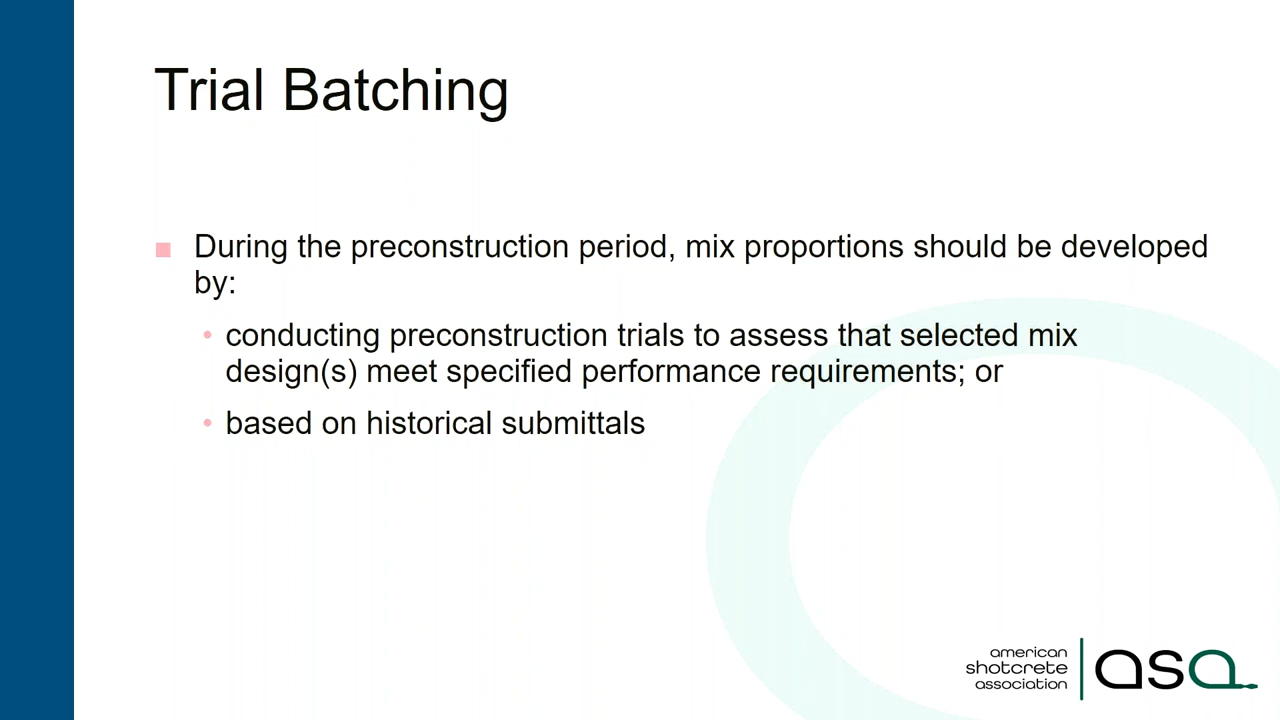 Trial Batching
During the preconstruction period, mix proportions should be developed
by:
conducting preconstruction trials to assess that selected mix
design(s) meet specified performance requirements; or
based on historical submittals
american
shotcrete
association
asa